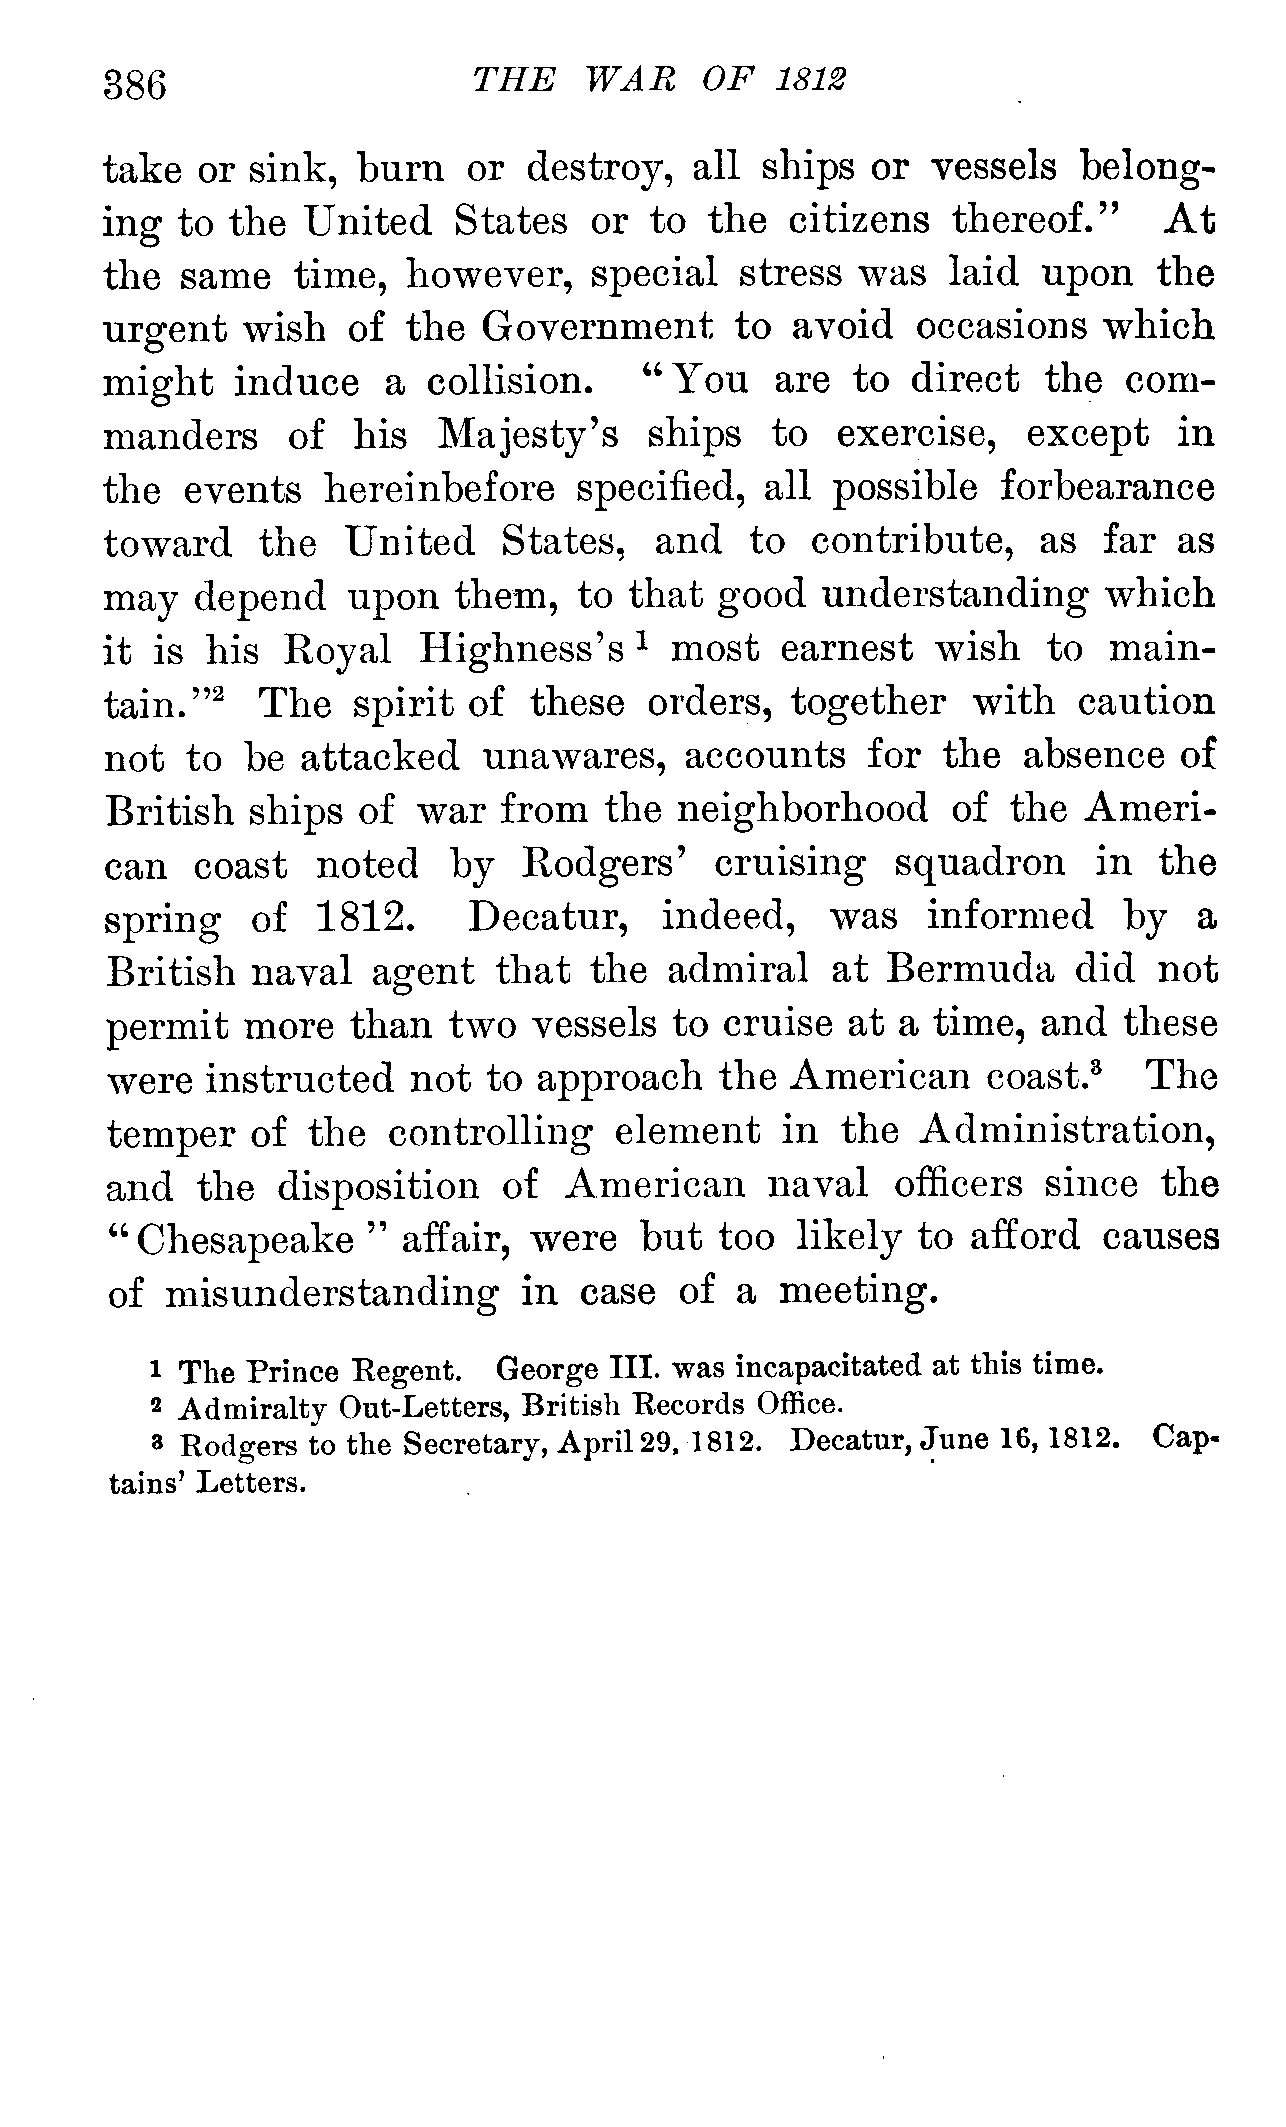 386 THE WAR OF 1812
take or sink, burn or destroy, all ships or vessels belong-
ing to the United States or to the citizens thereof." At
the same time, however, special stress was laid upon the
urgent wish of the Government to avoid occasions which
might induce a collision. "You are to direct the com-
manders of his Majesty's ships to exercise, except in
the events hereinbefore specified, all possible forbearance
toward the United States, and to contribute, as far as
may depend upon them, to that good understanding which
it is his Royal Highness's ¹ most earnest wish to main-
tain."² The spirit of these orders, together with caution
not to be attacked unawares, accounts for the absence of
British ships of war from the neighborhood of the Ameri-
can coast noted by Rodgers' cruising squadron in the
spring of 1812. Decatur, indeed, was informed by a
British naval agent that the admiral at Bermuda did not
permit more than two vessels to cruise at a time, and these
were instructed not to approach the American coast.³ The
temper of the controlling element in the Administration,
and the disposition of American naval officers since the
"Chesapeake" affair, were but too likely to afford causes
of misunderstanding in case of a meeting.
1 The Prince Regent. George III. was incapacitated at this time.
2 Admiralty Out-Letters, British Records Office.
3 Rodgers to the Secretary, April 29, 1812. Decatur, June 16, 1812. Cap-
tains' Letters.